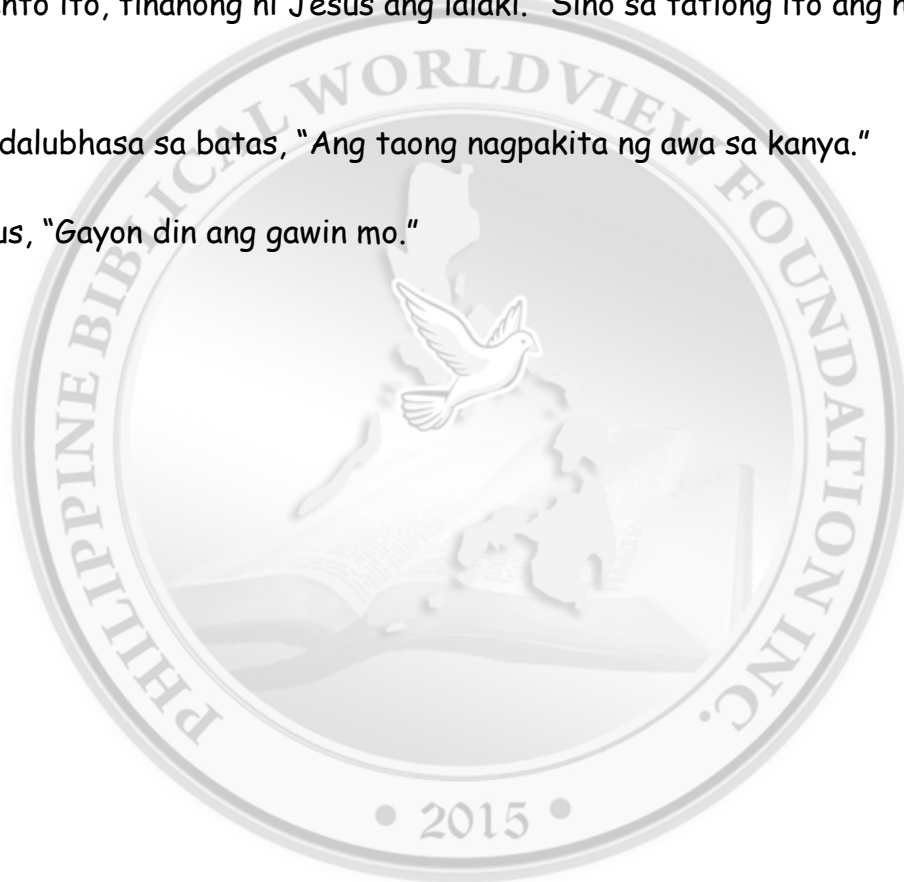 ito, tinanong ni Jesus ang lalaki. "Sino sa tatlong ito ang
dalubhasa sa batas, "Ang taong nagpakita ng awa sa kanya."
"Gayon din ang gawin mo."
PHILIPPINE BIBLICAL WORLDVIEW FOUNDATION INC.
• 2015 •